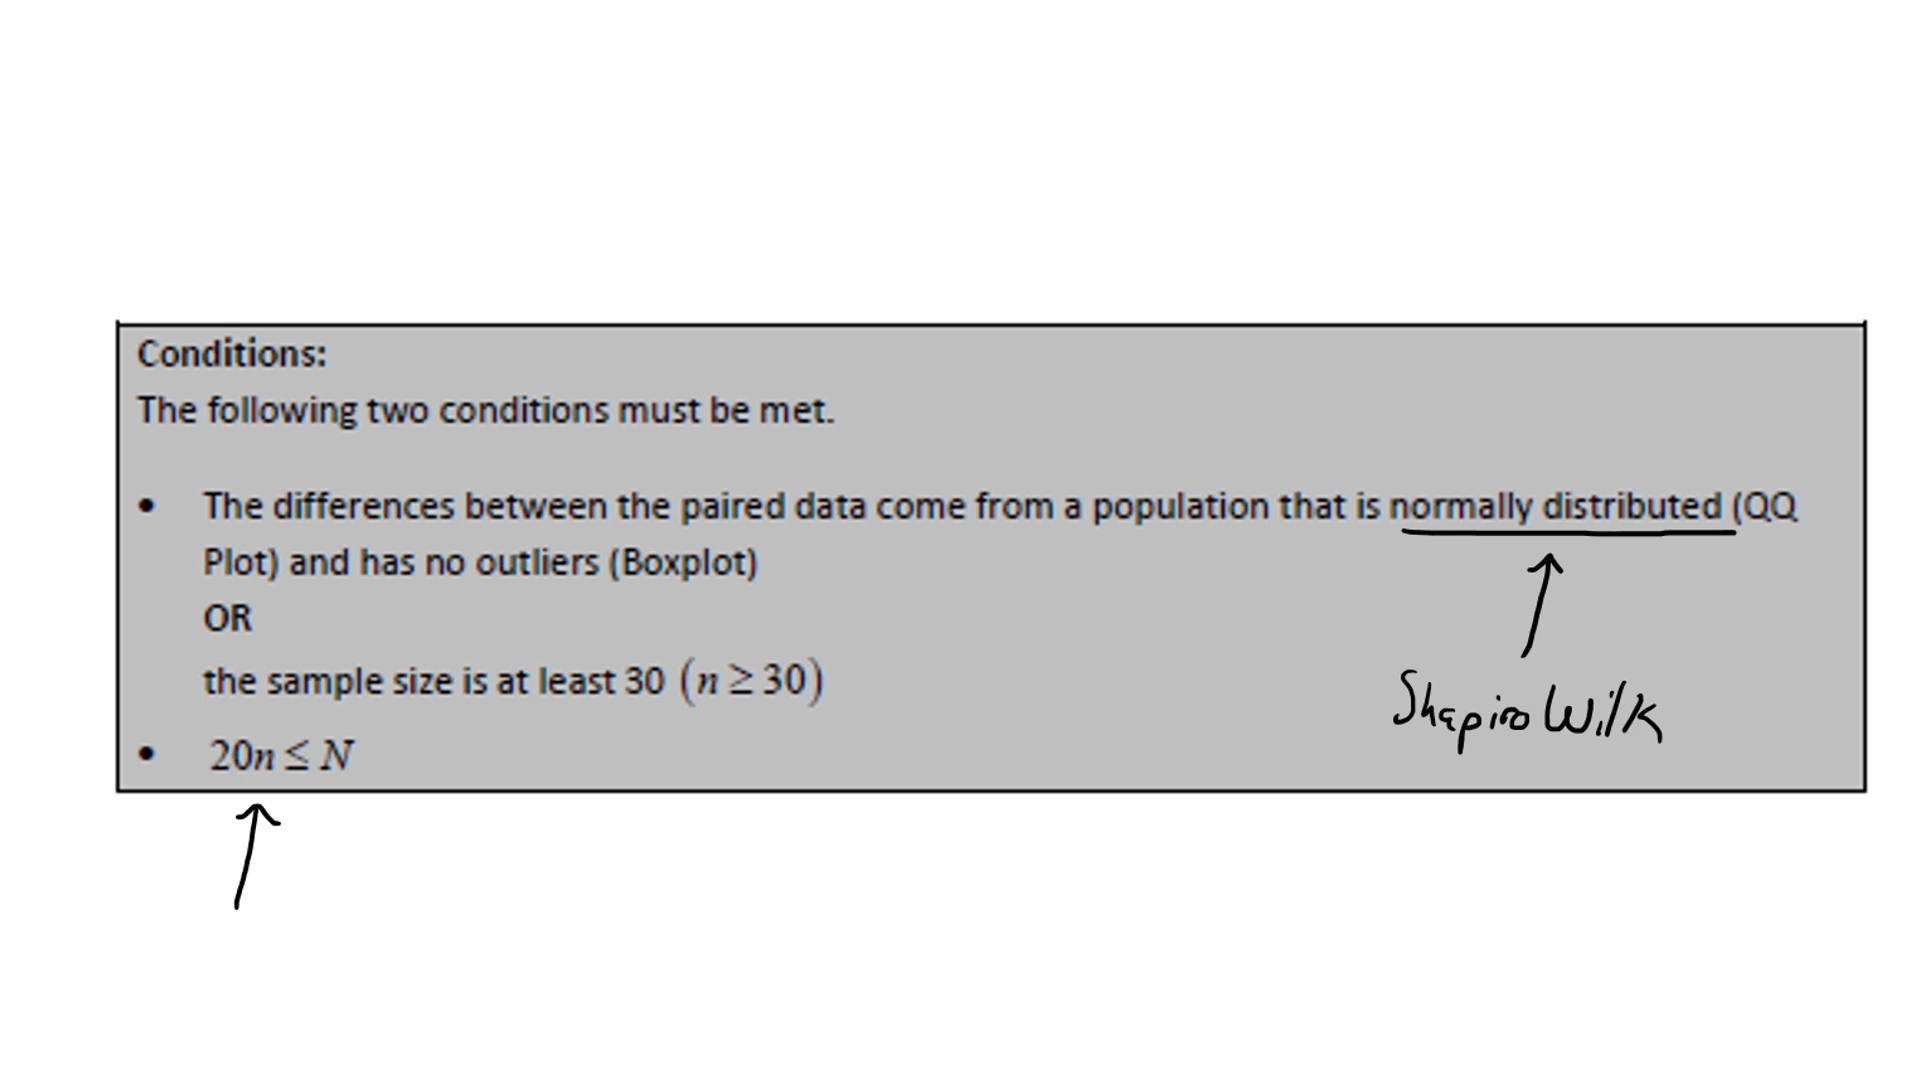 Conditions:
The following two conditions must be met.
• The differences between the paired data come from a population that is normally distributed (QQ
Plot) and has no outliers (Boxplot)
OR
the sample size is at least 30 (n ≥ 30)
Shapiro Wilk
• 20n ≤ N